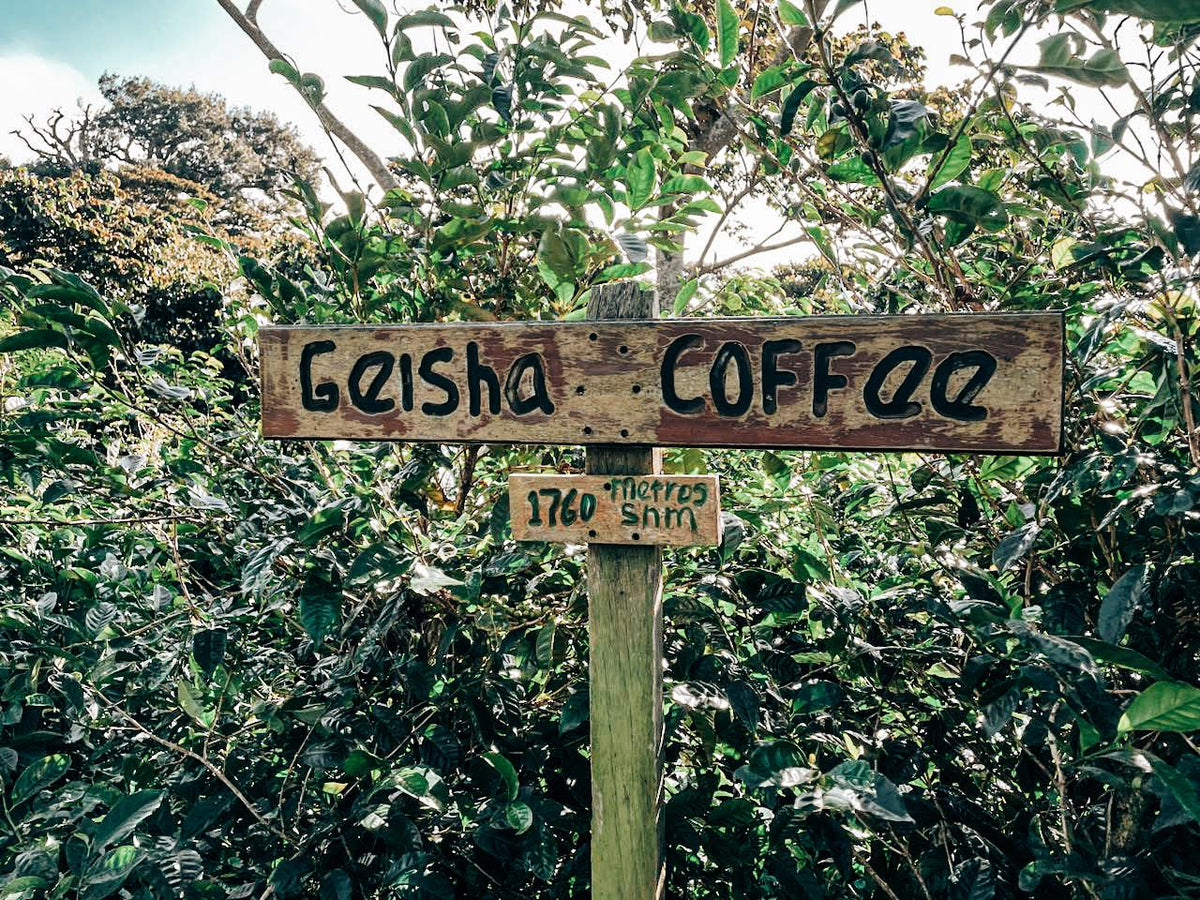 Geisha COFFee
1760 metros
snm